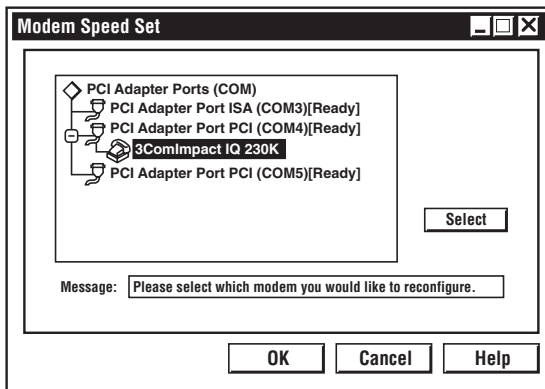 Modem Speed Set
PCI Adapter Ports (COM)
PCI Adapter Port ISA (COM3)[Ready]
PCI Adapter Port PCI (COM4)[Ready]
3ComImpact IQ 230K
PCI Adapter Port PCI (COM5)[Ready]
Select
Message: Please select which modem you would like to reconfigure.
OK Cancel Help